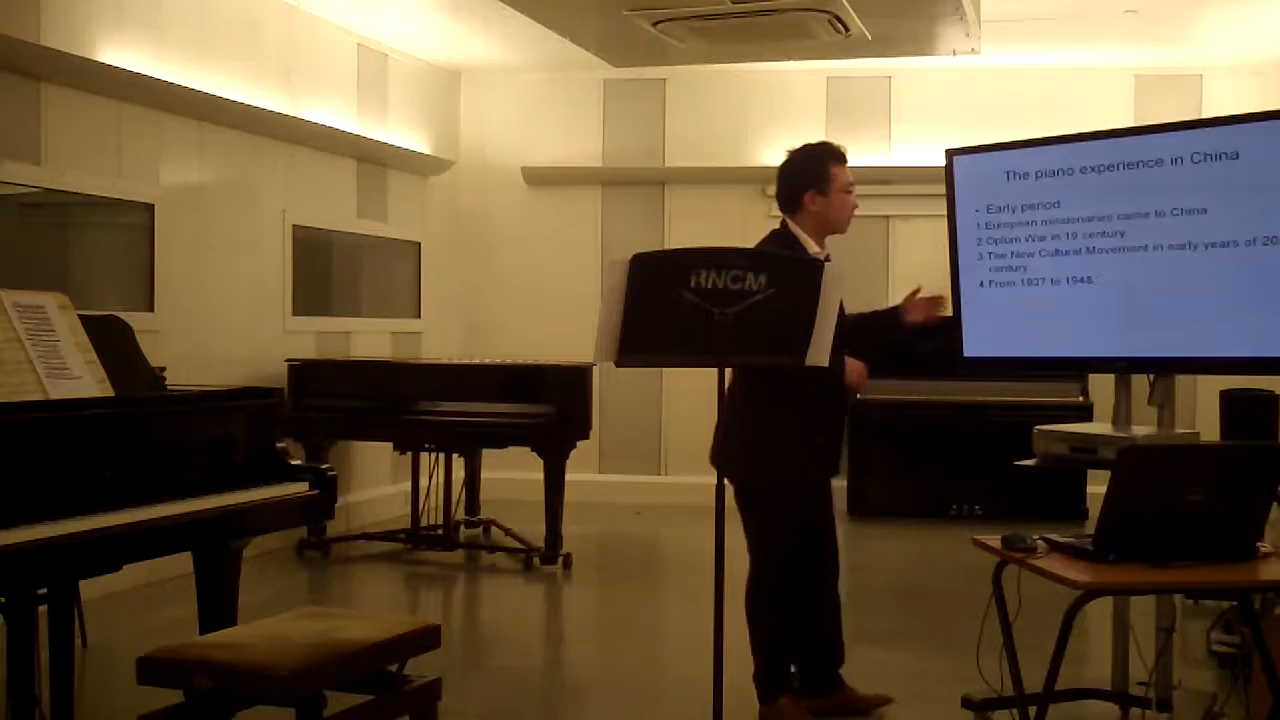 The piano experience in China
• Early period
1.European missionaries came to China
2.Opium War in 19 century
3.The New Cultural Movement in early years of 20
century
4.From 1937 to 1948
RNCM